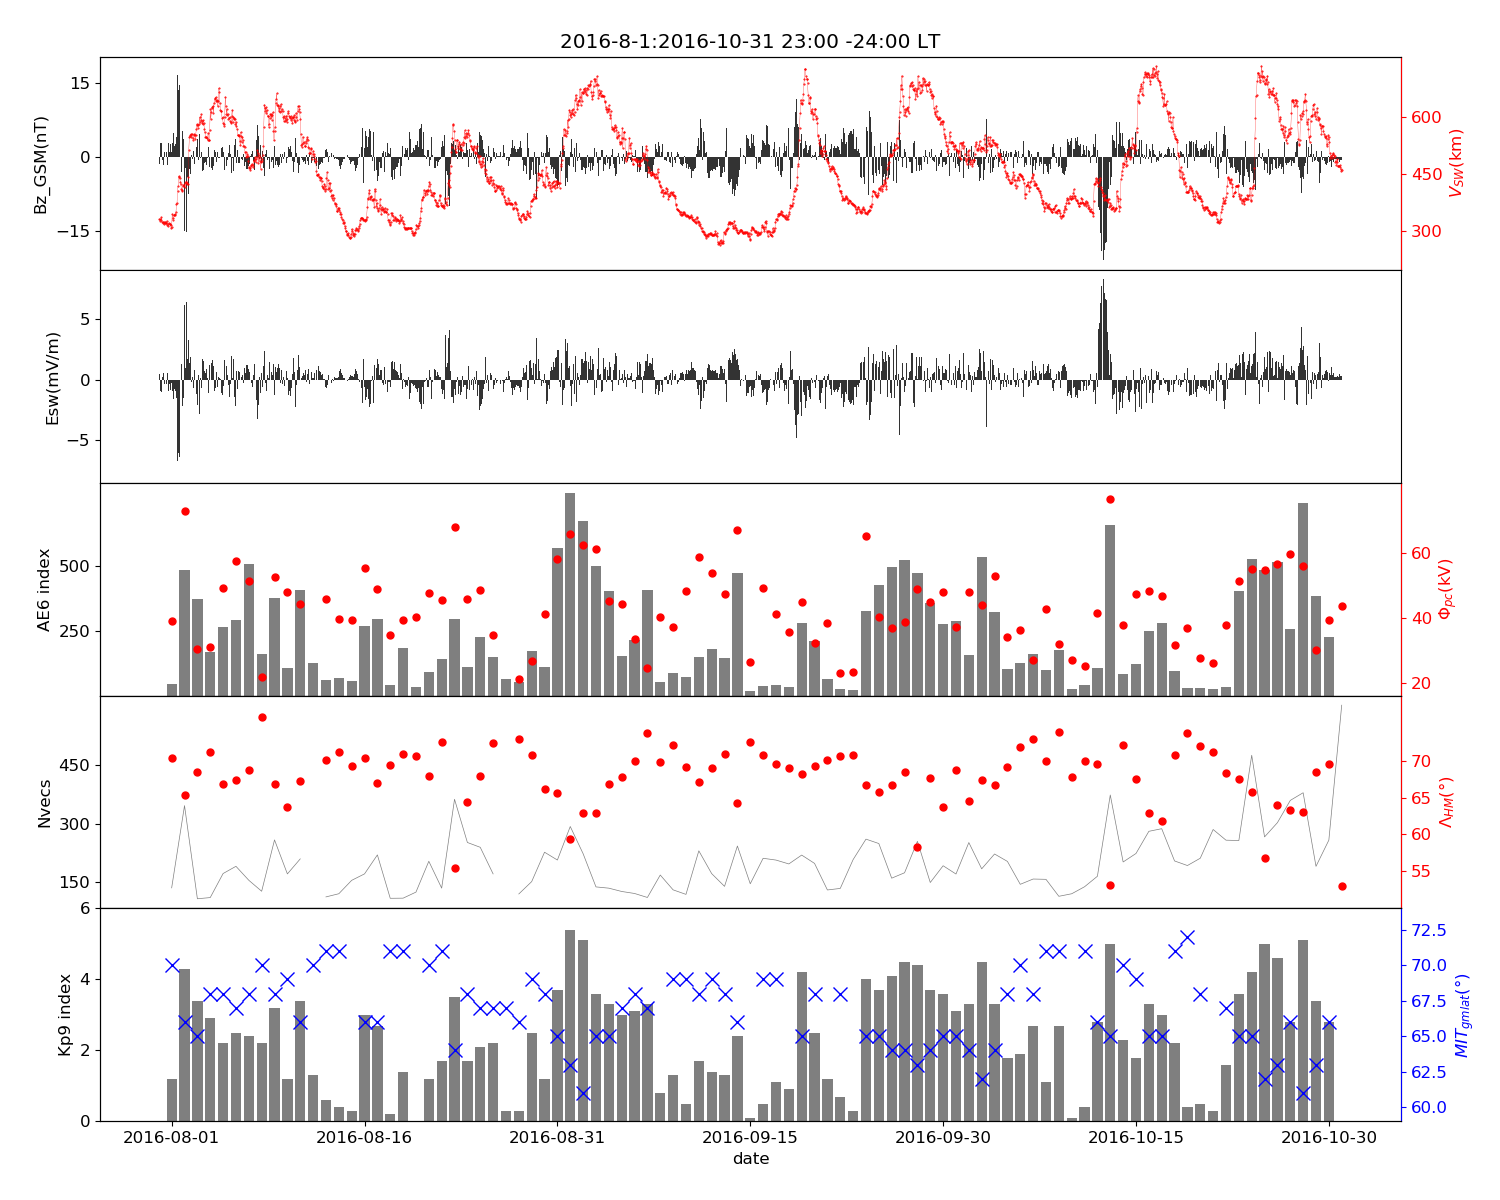 2016-8-1:2016-10-31 23:00 -24:00 LT
Bz_GSM(nT)
15
0
−15
600
450
300
V_SW(km)
Esw(mV/m)
5
0
−5
AE6 index
500
250
60
40
20
Φ_pc(kV)
Nvecs
450
300
150
70
65
60
55
Λ_HM(°)
Kp9 index
6
4
2
0
72.5
70.0
67.5
65.0
62.5
60.0
MIT_gmlat(°)
2016-08-01 2016-08-16 2016-08-31 2016-09-15 2016-09-30 2016-10-15 2016-10-30
date